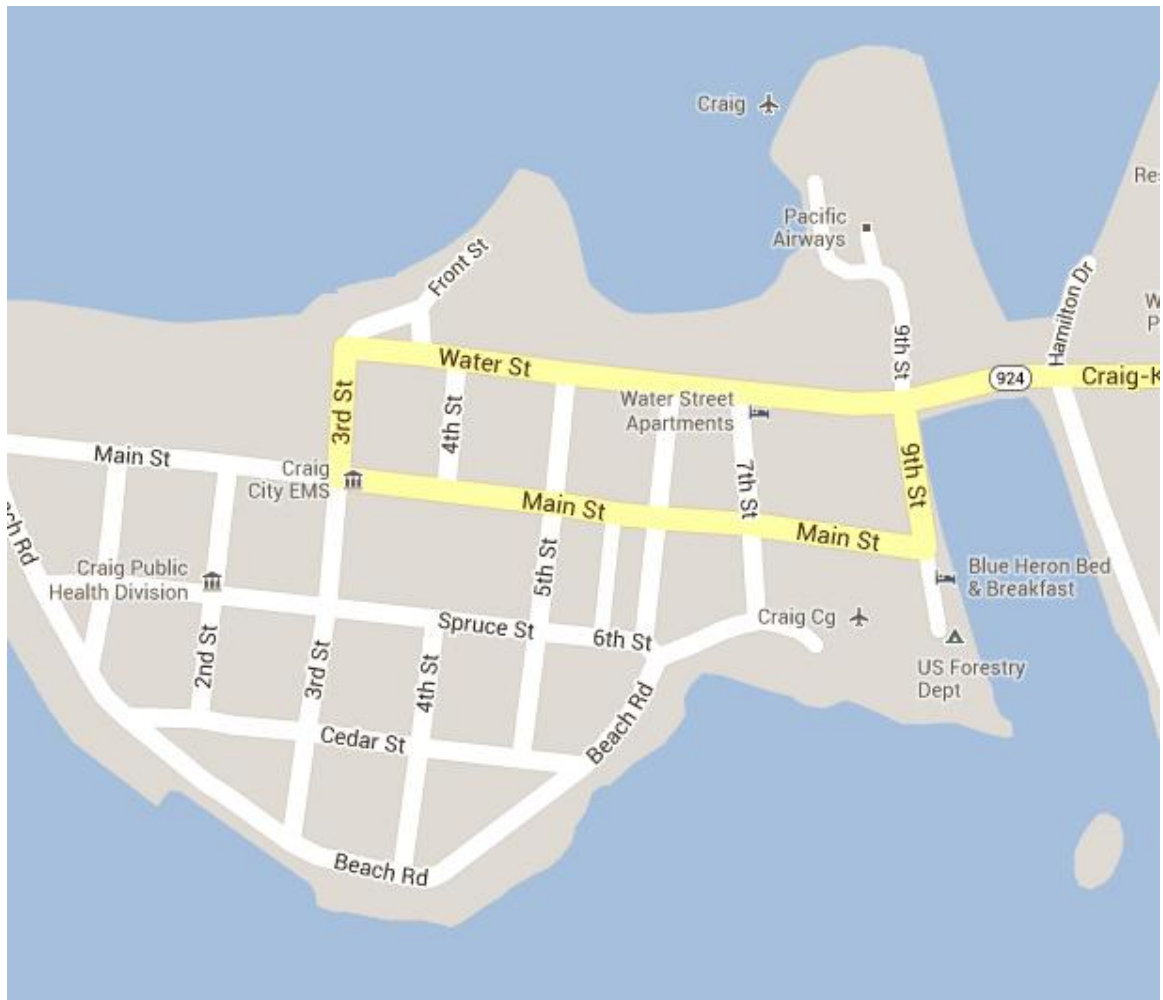 Craig
Res
Pacific
Airways
Front St
Hamilton Dr
W
P
9th St
Water St
924
Craig-K
3rd St
Water Street
Apartments
4th St
Main St
Craig
City EMS
7th St
9th St
Main St
Main St
ach Rd
Craig Public
Health Division
5th St
Blue Heron Bed
& Breakfast
Craig Cg
Spruce St
6th St
2nd St
3rd St
4th St
US Forestry
Dept
Beach Rd
Cedar St
Beach Rd